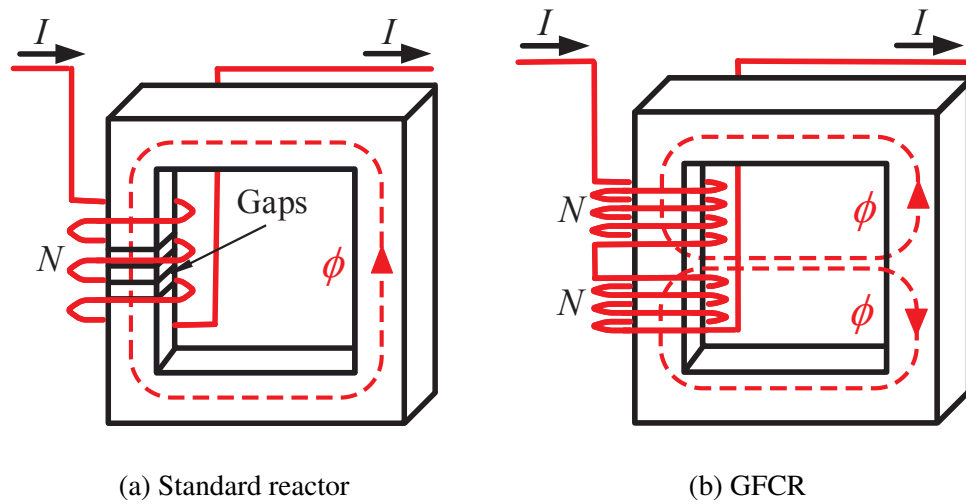 I
I
Gaps
N
ϕ
(a) Standard reactor
I
I
N
ϕ
N
ϕ
(b) GFCR